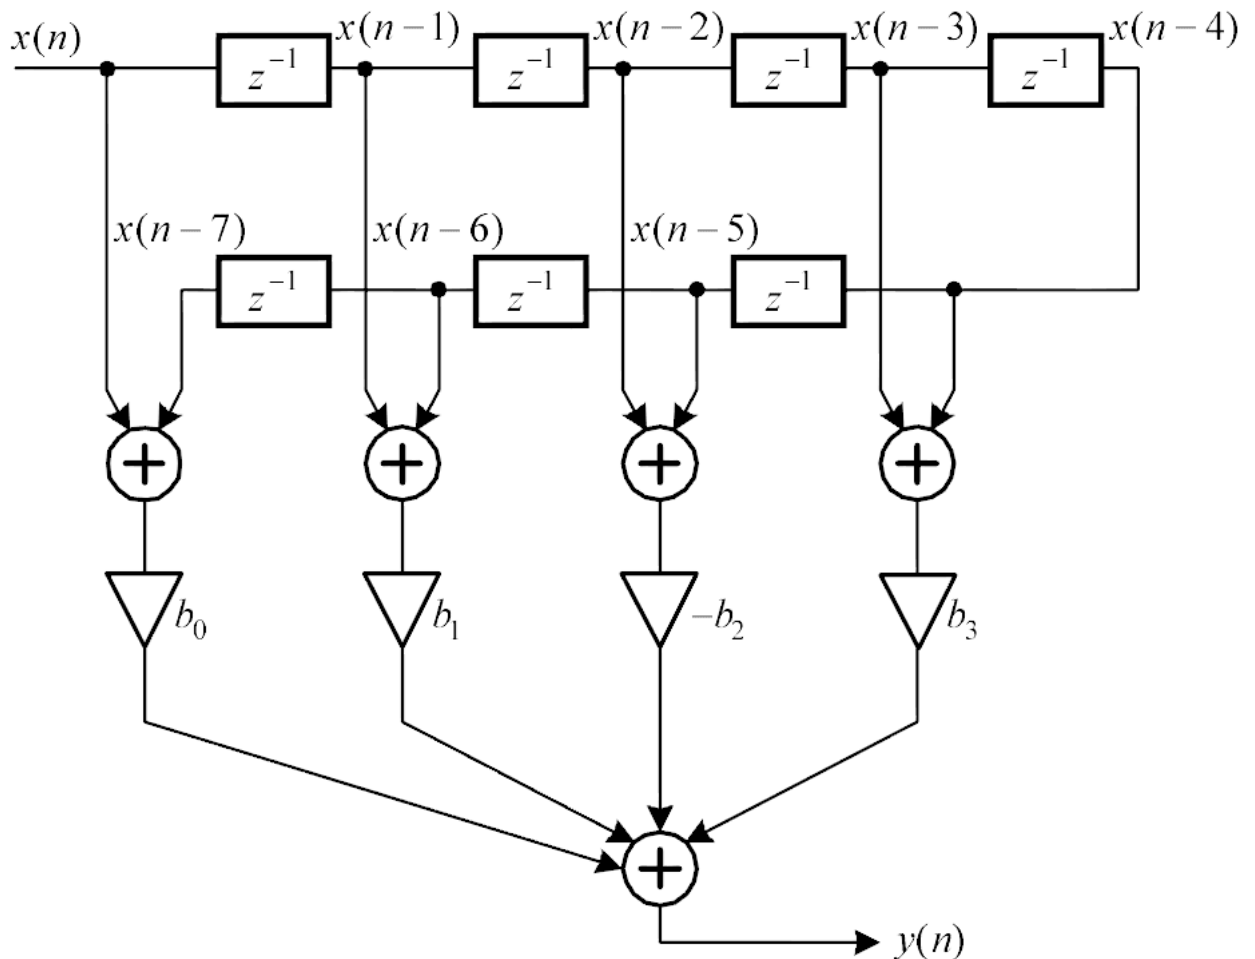 x(n)
x(n−1)
x(n−2)
x(n−3)
x(n−4)
z⁻¹
z⁻¹
z⁻¹
z⁻¹
x(n−7)
x(n−6)
x(n−5)
z⁻¹
z⁻¹
z⁻¹
+
+
+
+
b₀
b₁
−b₂
b₃
+
y(n)